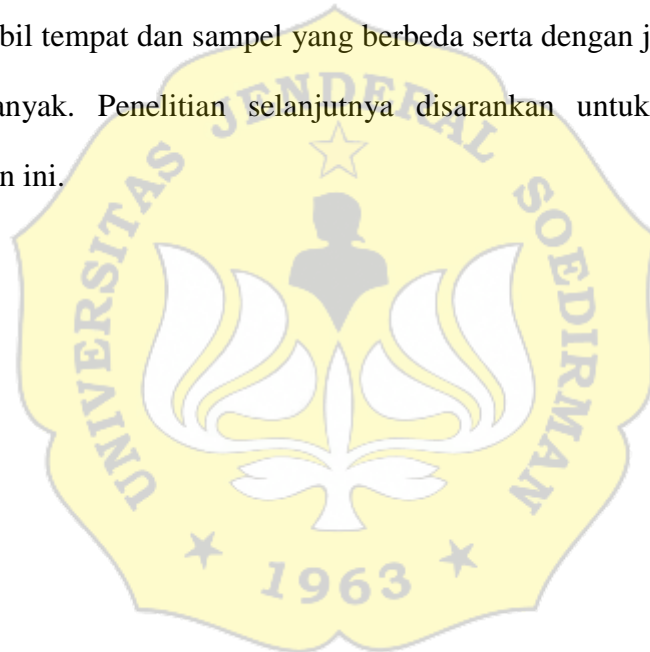 bil tempat dan sampel yang berbeda serta dengan j
anyak. Penelitian selanjutnya disarankan untuk
n ini.
UNIVERSITAS JENDERAL SOEDIRMAN
1963